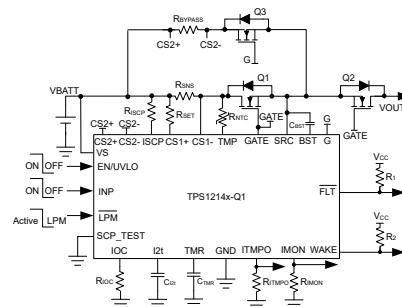 Q3
RBYPASS
CS2+
CS2-
G
RSNS
Q1
Q2
VBATT
VOUT
RISCP
RSET
RNTC
GATE
CBST
G
GATE
CS2+
CS2-
ISCP
CS1+
CS1-
TMP
GATE
SRC
BST
G
VS
ON
OFF
EN/UVLO
TPS1214x-Q1
VCC
R1
FLT
ON
OFF
INP
Active
LPM
LPM
VCC
R2
SCP_TEST
IOC
I2t
TMR
GND
ITMPO
IMON
WAKE
RIOC
CI2t
CTMR
RITMPO
RIMON